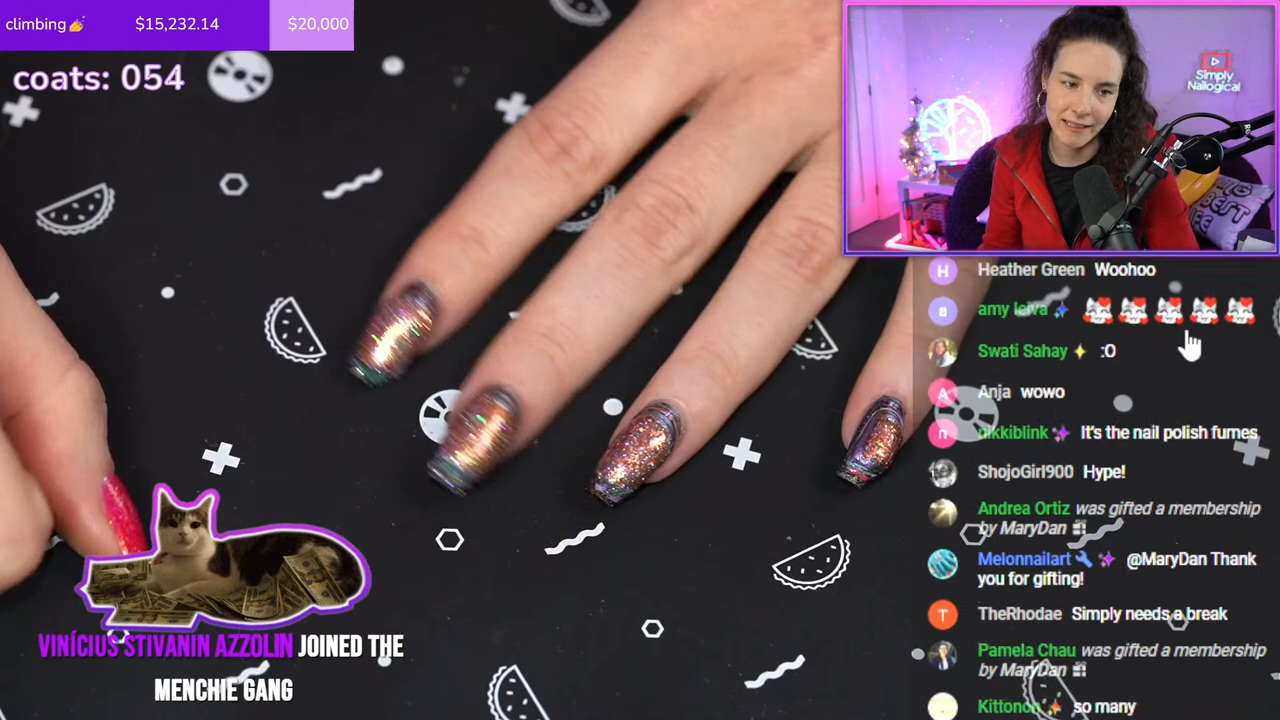 climbing💅 $15,232.14 $20,000
coats: 054
Simply
Nailogical
Heather Green Woohoo
amy leiva
Swati Sahay :O
Anja wowo
nikkiblink It's the nail polish fumes
ShojoGirl900 Hype!
Andrea Ortiz was gifted a membership
by MaryDan
Melonnailart @MaryDan Thank
you for gifting!
TheRhodae Simply needs a break
Pamela Chau was gifted a membership
by MaryDan
so many
VINÍCIUS STIVANIN AZZOLIN JOINED THE
MENCHIE GANG